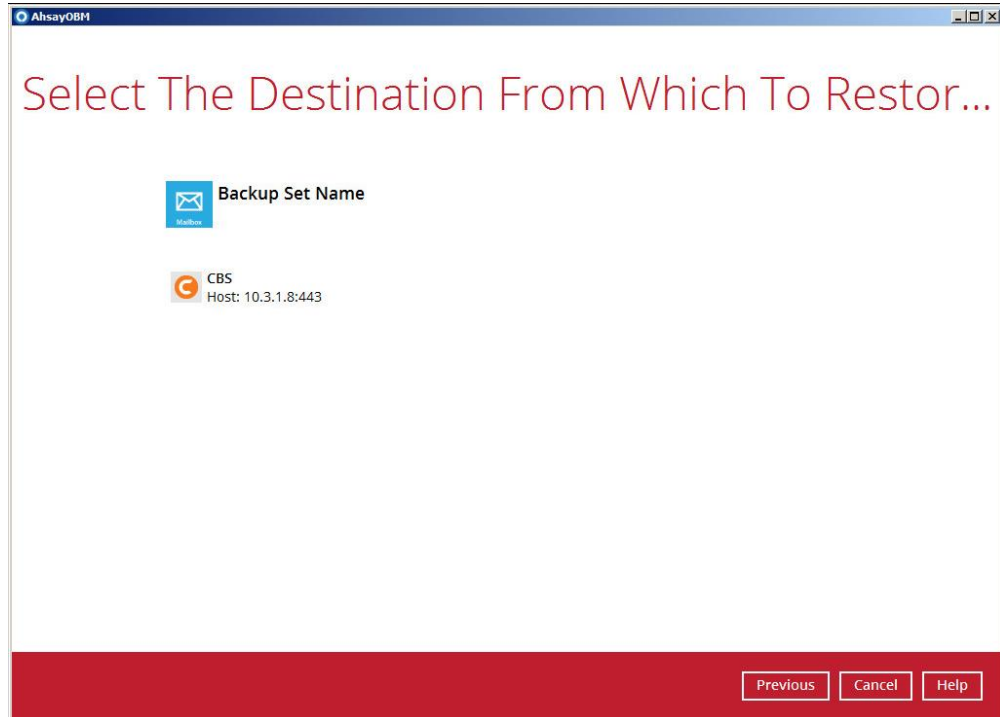 AhsayOBM
Select The Destination From Which To Restor...
Backup Set Name
Mailbox
CBS
Host: 10.3.1.8:443
Previous Cancel Help